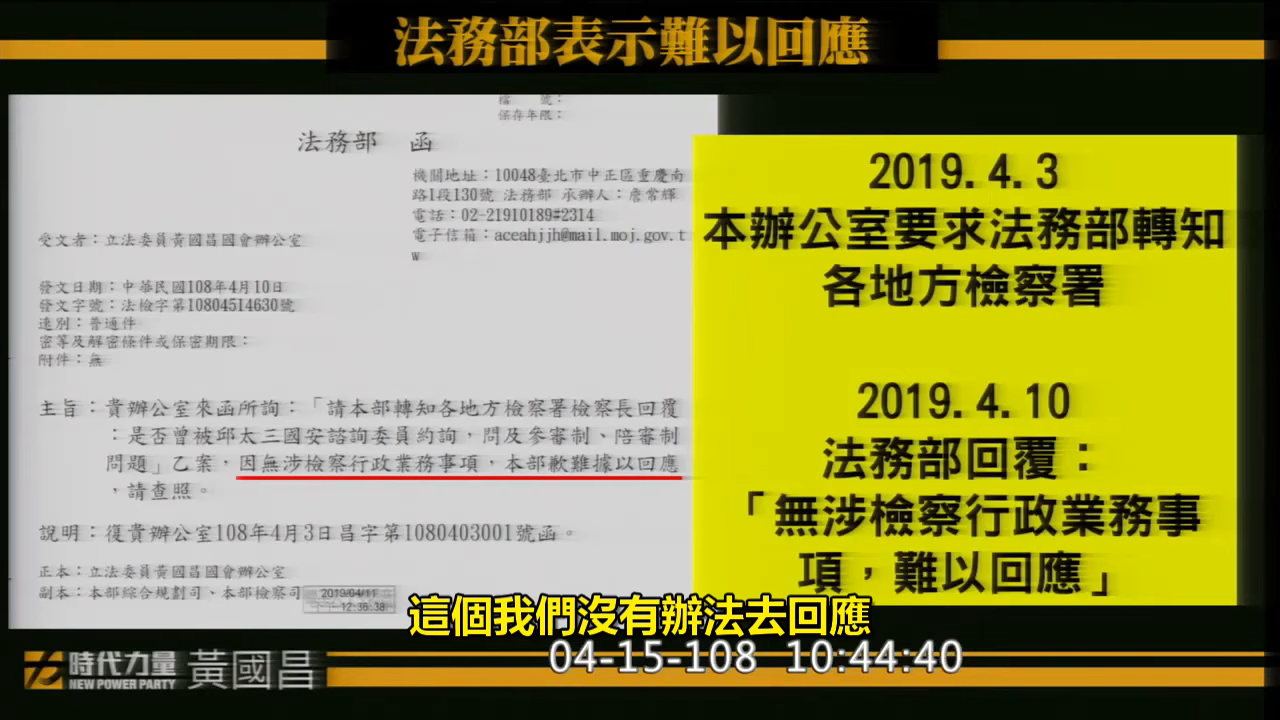 法務部表示難以回應
檔　　號：
保存年限：
法務部　函
機關地址：10048臺北市中正區重慶南
路1段130號 法務部 承辦人：詹常輝
電話：02-21910189#2314
電子信箱：aceahjjh@mail.moj.gov.t
w
受文者：立法委員黃國昌國會辦公室
發文日期：中華民國108年4月10日
發文字號：法檢字第10804514630號
速別：普通件
密等及解密條件或保密期限：
附件：無
主旨：貴辦公室來函所詢：「請本部轉知各地方檢察署檢察長回覆
：是否曾被邱太三國安諮詢委員約詢，問及參審制、陪審制
問題」乙案，因無涉檢察行政業務事項，本部歉難據以回應
，請查照。
說明：復貴辦公室108年4月3日昌字第1080403001號函。
正本：立法委員黃國昌國會辦公室
副本：本部綜合規劃司、本部檢察司
2019/04/11
12:36:38
2019.4.3
本辦公室要求法務部轉知
各地方檢察署
2019.4.10
法務部回覆：
「無涉檢察行政業務事
項，難以回應」
這個我們沒有辦法去回應
04-15-108 10:44:40
時代力量
NEW POWER PARTY
黃國昌